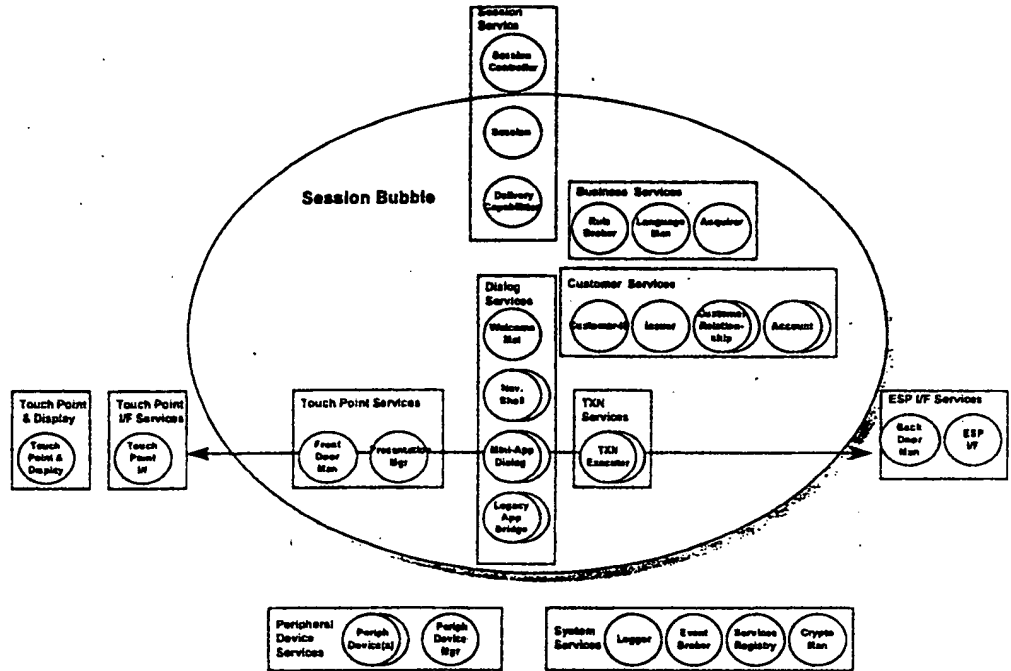 Session
Service
Session
Controller
Session
Delivery
Capabilities
Session Bubble
Business Services
Rule
Broker
Language
Man
Acquirer
Dialog
Services
Welcome
Mat
Nav.
Shell
Mini-App
Dialog
Legacy
App
Bridge
Customer Services
Issuer
Customer
Relation-
ship
Account
Touch Point
& Display
Touch
Point &
Display
Touch Point
I/F Services
Touch
Point
I/f
Touch Point Services
Front
Door
Man
Presentation
Mgr
TXN
Services
TXN
Executor
ESP I/F Services
Back
Door
Man
ESP
I/F
Peripheral
Device
Services
Periph
Device(s)
Periph
Device
Mgr
System
Services
Logger
Event
Broker
Services
Registry
Crypto
Man